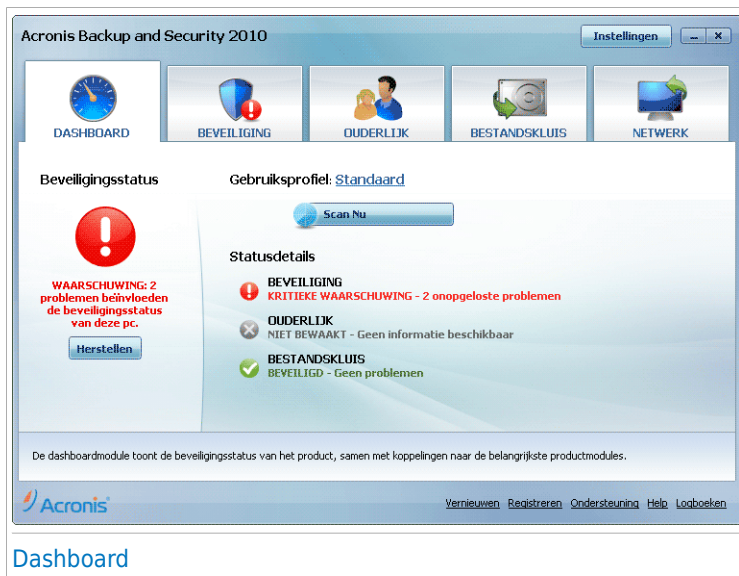 Acronis Backup and Security 2010
Instellingen
DASHBOARD
BEVEILIGING
OUDERLIJK
BESTANDSKLUIS
NETWERK
Beveiligingsstatus
WAARSCHUWING: 2
problemen beïnvloeden
de beveiligingsstatus
van deze pc.
Herstellen
Gebruiksprofiel: Standaard
Scan Nu
Statusdetails
BEVEILIGING
KRITIEKE WAARSCHUWING - 2 onopgeloste problemen
OUDERLIJK
NIET BEWAAKT - Geen informatie beschikbaar
BESTANDSKLUIS
BEVEILIGD - Geen problemen
De dashboardmodule toont de beveiligingsstatus van het product, samen met koppelingen naar de belangrijkste productmodules.
Acronis
Vernieuwen Registreren Ondersteuning Help Logboeken
Dashboard